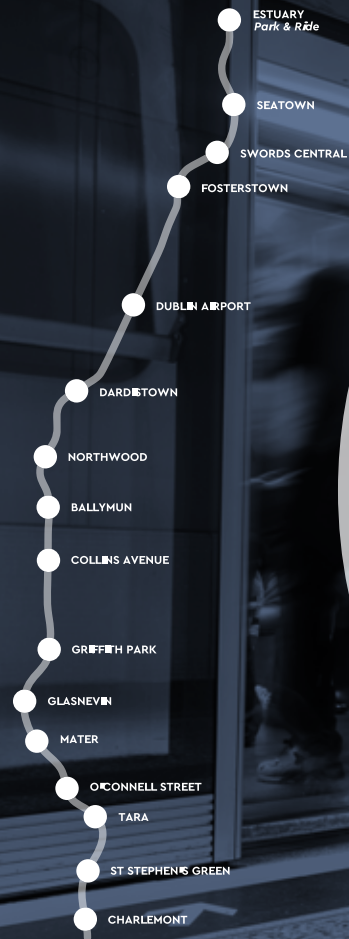 ESTUARY
Park & Ride
SEATOWN
SWORDS CENTRAL
FOSTERSTOWN
DUBLIN AIRPORT
DARDISTOWN
NORTHWOOD
BALLYMUN
COLLINS AVENUE
GRIFFITH PARK
GLASNEVIN
MATER
O'CONNELL STREET
TARA
ST STEPHEN'S GREEN
CHARLEMONT